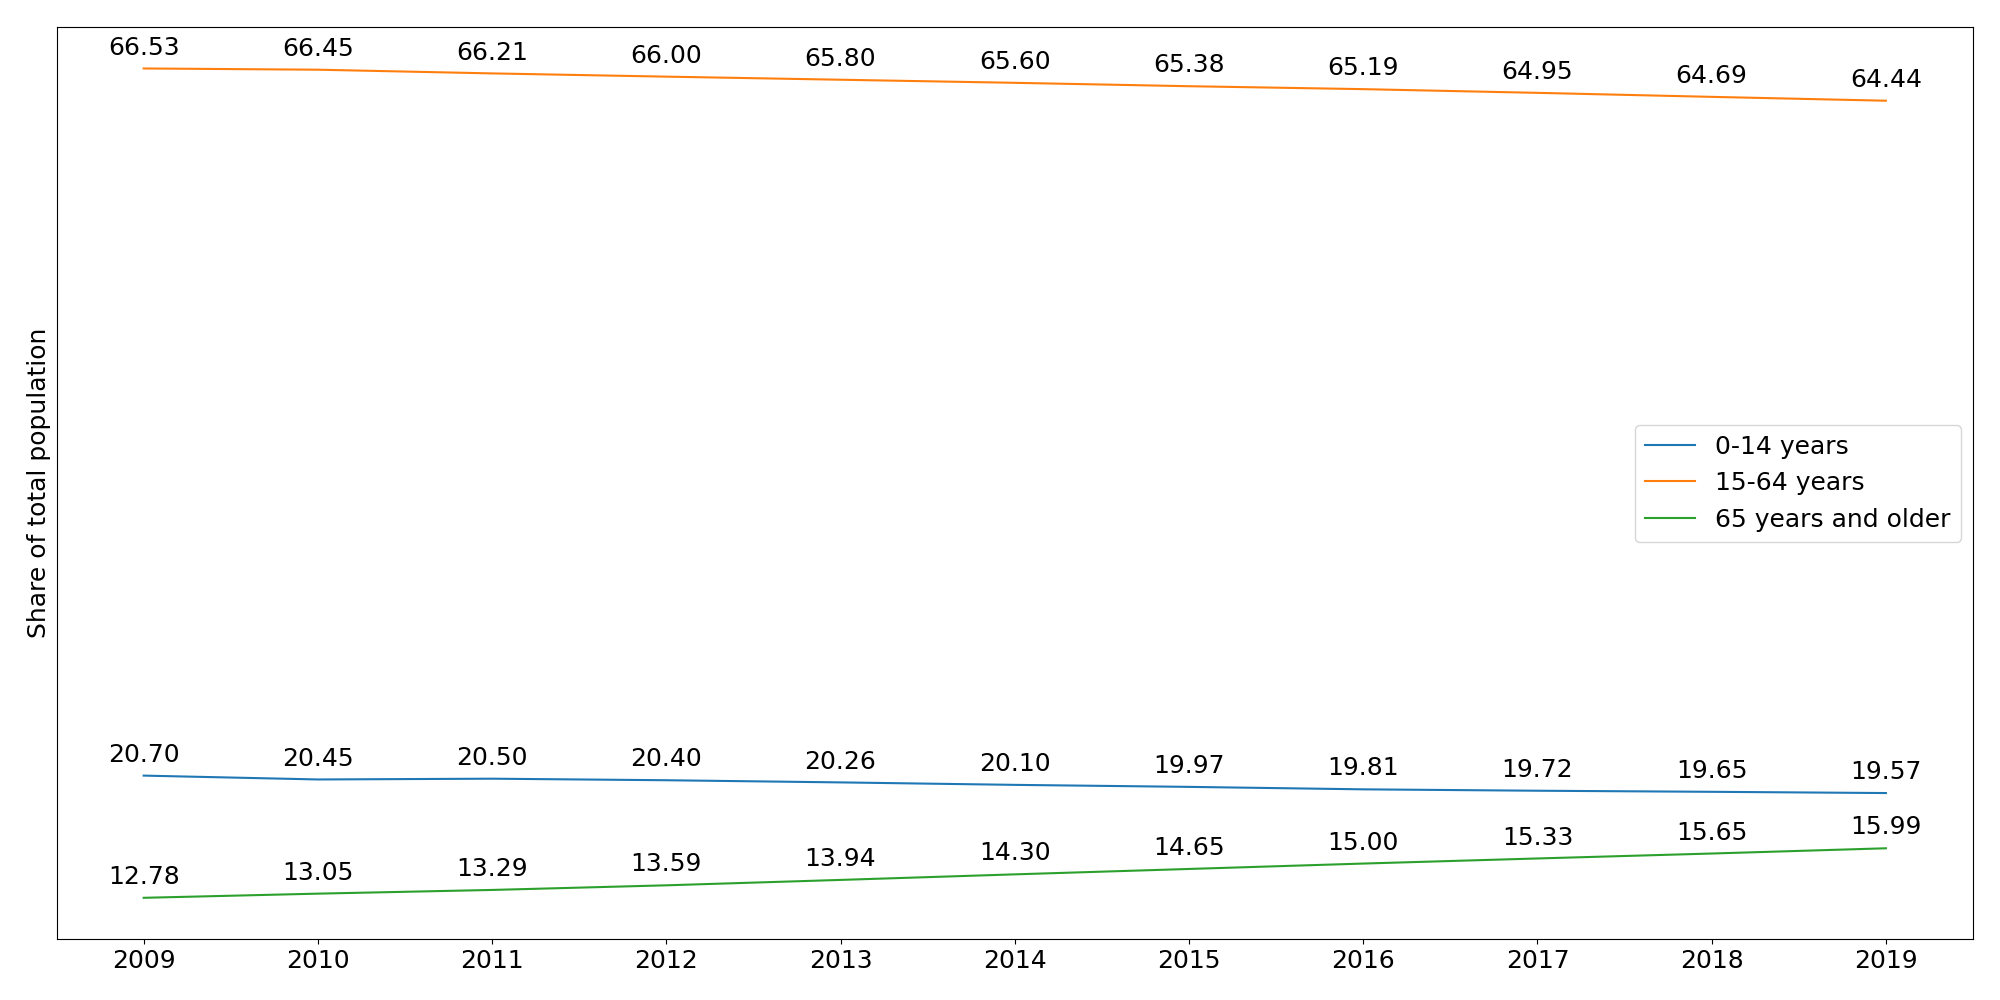 66.53 66.45 66.21 66.00 65.80 65.60 65.38 65.19 64.95 64.69 64.44
Share of total population
0-14 years
15-64 years
65 years and older
20.70 20.45 20.50 20.40 20.26 20.10 19.97 19.81 19.72 19.65 19.57
12.78 13.05 13.29 13.59 13.94 14.30 14.65 15.00 15.33 15.65 15.99
2009 2010 2011 2012 2013 2014 2015 2016 2017 2018 2019